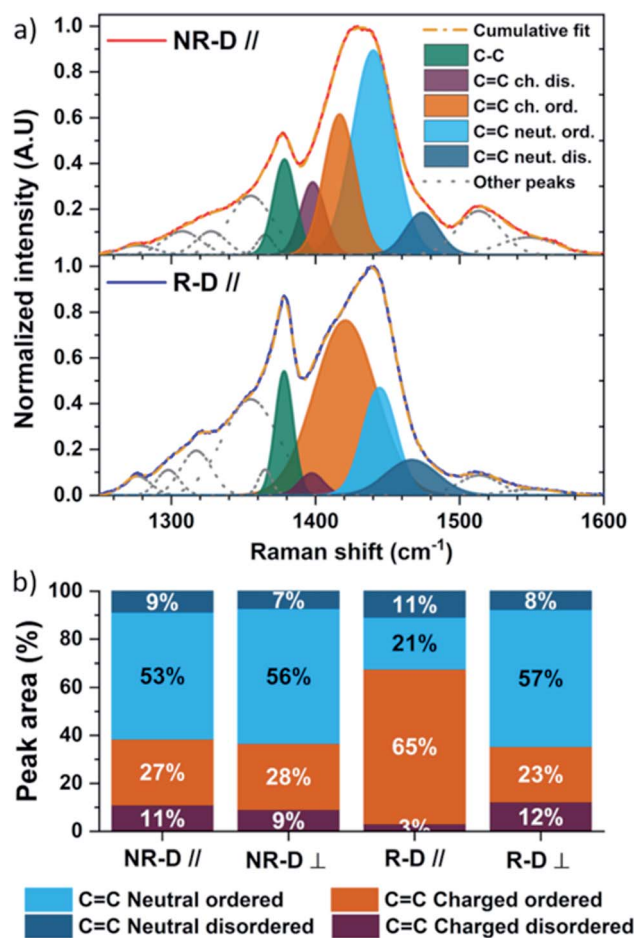 a)
NR-D //
Cumulative fit
C-C
C=C ch. dis.
C=C ch. ord.
C=C neut. ord.
C=C neut. dis.
Other peaks
1.0
0.8
0.6
0.4
0.2
R-D //
1.0
0.8
0.6
0.4
0.2
0.0
Normalized intensity (A.U)
1300 1400 1500 1600
Raman shift (cm⁻¹)
b)
Peak area (%)
100
80
60
40
20
0
9% 7% 11% 8%
53% 56% 21% 57%
27% 28% 65% 23%
11% 9% 3% 12%
NR-D // NR-D ⊥ R-D // R-D ⊥
C=C Neutral ordered C=C Charged ordered
C=C Neutral disordered C=C Charged disordered